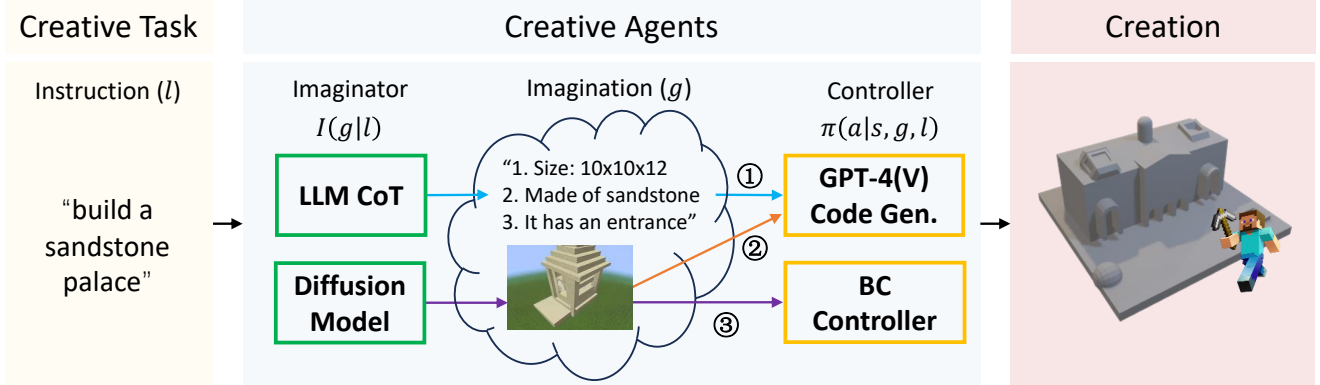 Creative Task
Creative Agents
Creation
Instruction (l)
“build a
sandstone
palace”
Imaginator
I(g|l)
LLM CoT
Diffusion
Model
Imagination (g)
“1. Size: 10x10x12
2. Made of sandstone
3. It has an entrance”
①
②
③
Controller
π(a|s, g, l)
GPT-4(V)
Code Gen.
BC
Controller